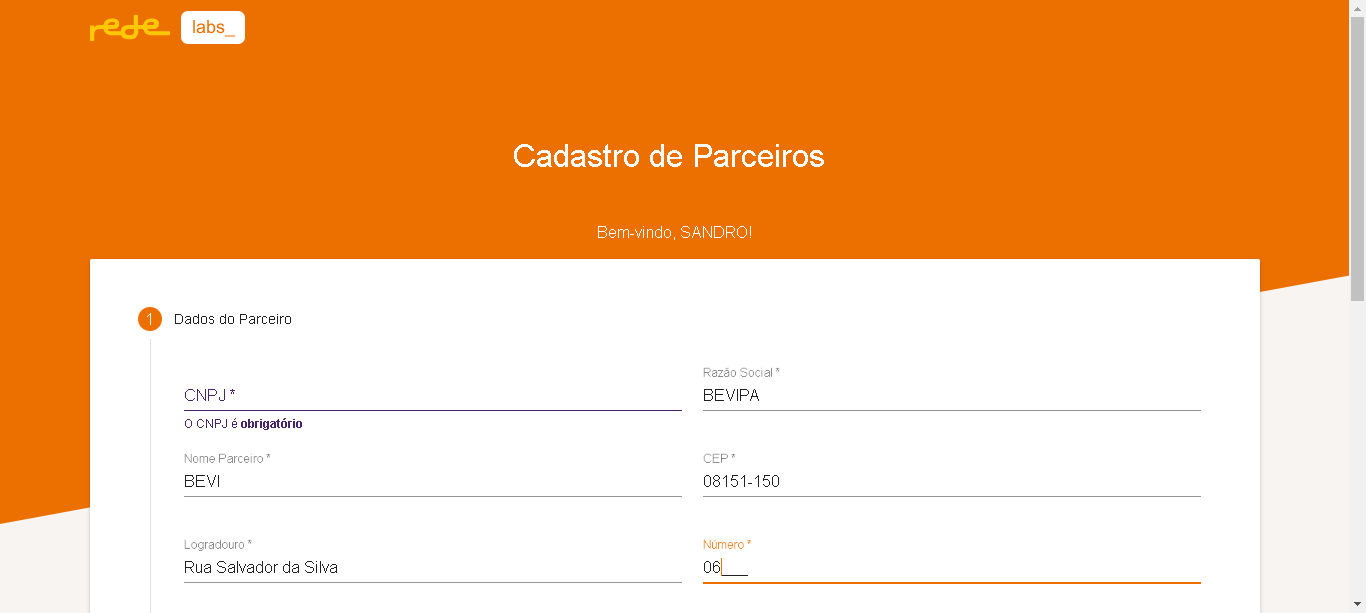 rede labs_
Cadastro de Parceiros
Bem-vindo, SANDRO!
1 Dados do Parceiro
CNPJ *
O CNPJ é obrigatório
Razão Social *
BEVIPA
Nome Parceiro *
BEVI
CEP *
08151-150
Logradouro *
Rua Salvador da Silva
Número *
06___